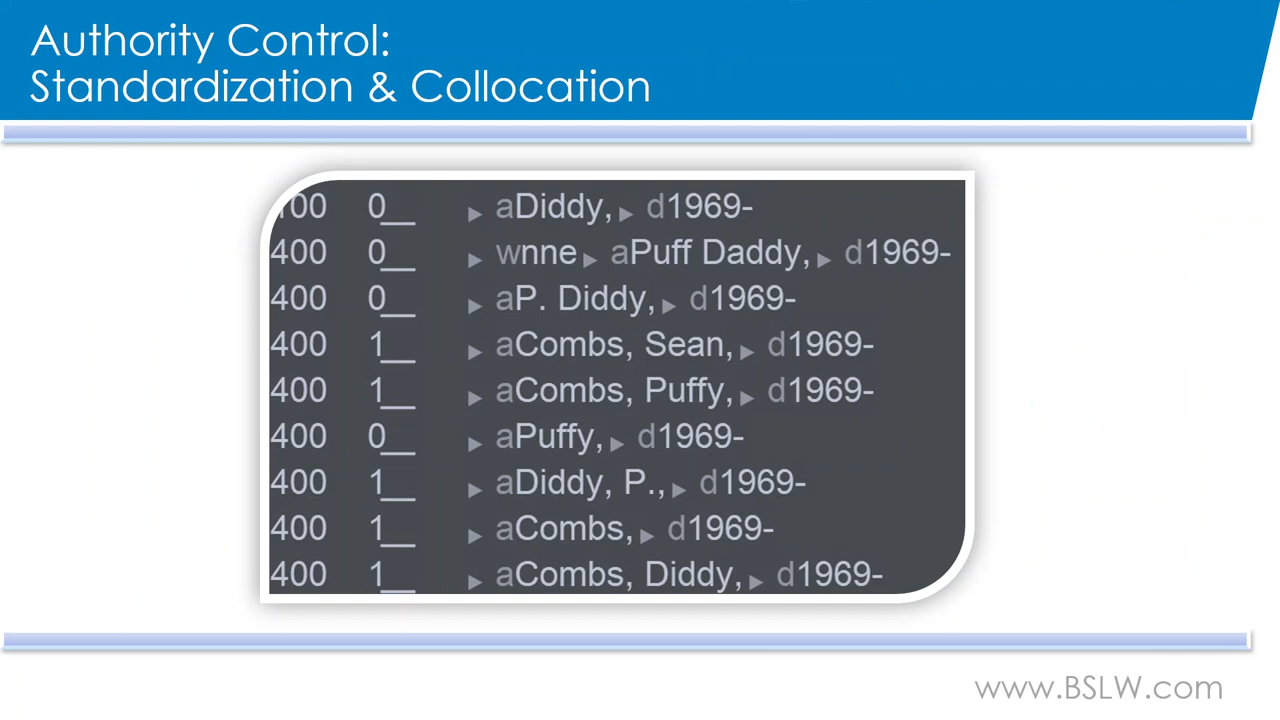 Authority Control:
Standardization & Collocation
100 0__ ▸ aDiddy, ▸ d1969-
400 0__ ▸ wnne ▸ aPuff Daddy, ▸ d1969-
400 0__ ▸ aP. Diddy, ▸ d1969-
400 1__ ▸ aCombs, Sean, ▸ d1969-
400 1__ ▸ aCombs, Puffy, ▸ d1969-
400 0__ ▸ aPuffy, ▸ d1969-
400 1__ ▸ aDiddy, P., ▸ d1969-
400 1__ ▸ aCombs, ▸ d1969-
400 1__ ▸ aCombs, Diddy, ▸ d1969-
www.BSLW.com